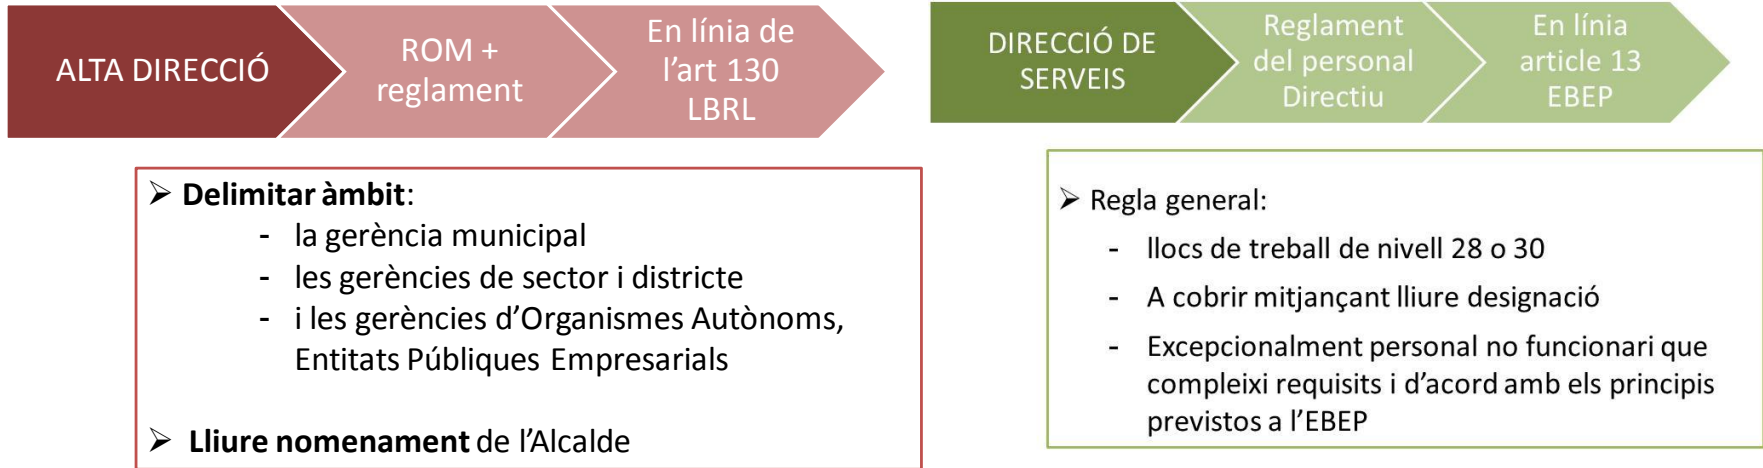 ALTA DIRECCIÓ
ROM +
reglament
En línia de
l'art 130
LBRL
➢ Delimitar àmbit:
- la gerència municipal
- les gerències de sector i districte
- i les gerències d'Organismes Autònoms,
Entitats Públiques Empresarials
➢ Lliure nomenament de l'Alcalde
DIRECCIÓ DE
SERVEIS
Reglament
del personal
Directiu
En línia
article 13
EBEP
➢ Regla general:
- llocs de treball de nivell 28 o 30
- A cobrir mitjançant lliure designació
- Excepcionalment personal no funcionari que
compleixi requisits i d'acord amb els principis
previstos a l'EBEP